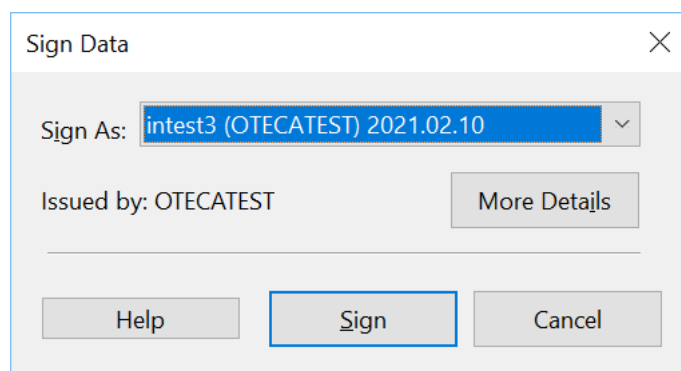 Sign Data
Sign As: intest3 (OTECATEST) 2021.02.10
Issued by: OTECATEST More Details
Help Sign Cancel